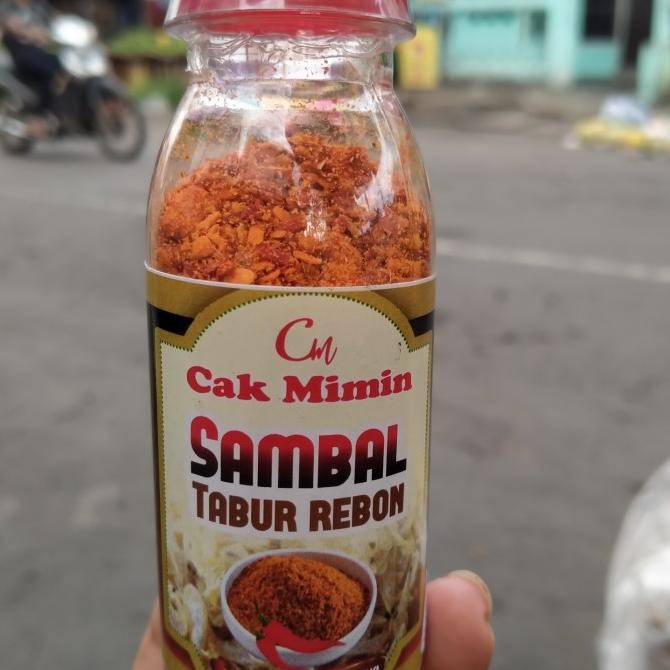 Cm
Cak Mimin
SAMBAL
TABUR REBON